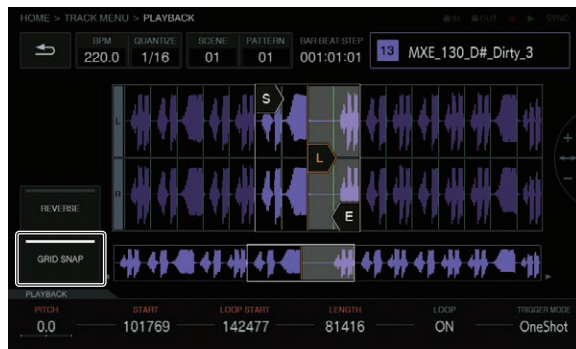 HOME > TRACK MENU > PLAYBACK
IN OUT SYNC
BPM QUANTIZE SCENE PATTERN BAR:BEAT:STEP
220.0 1/16 01 01 001:01:01 13 MXE_130_D#_Dirty_3
S
L
L
R
E
REVERSE
GRID SNAP
PLAYBACK
PITCH START LOOP START LENGTH LOOP TRIGGER MODE
0.0 101769 142477 81416 ON OneShot